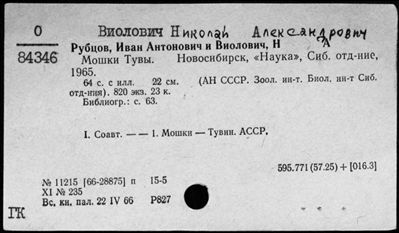 О Виолович Николай Александрович
84346 Рубцов, Иван Антонович и Виолович, Н А
Мошки Тувы. Новосибирск, «Наука», Сиб. отд-ние,
1965.
64 с. с илл. 22 см. (АН СССР. Зоол. ин-т. Биол. ин-т Сиб.
отд-ния). 820 экз. 23 к.
Библиогр.: с. 63.
I. Соавт. — — 1. Мошки — Тувин. АССР.
595.771(57.25) + [016.3]
№ 11215 [66-28875] п 15-5
XI № 235
Вс. кн. пал. 22 IV 66 Р827
ГК